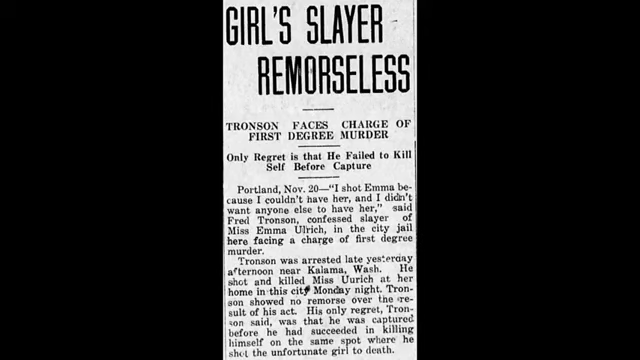 GIRL'S SLAYER
REMORSELESS
TRONSON FACES CHARGE OF
FIRST DEGREE MURDER
Only Regret is that He Failed to Kill
Self Before Capture
Portland, Nov. 20—"I shot Emma be-
cause I couldn't have her, and I didn't
want anyone else to have her," said
Fred Tronson, confessed slayer of
Miss Emma Ulrich, in the city jail
here facing a charge of first degree
murder.
Tronson was arrested late yesterday
afternoon near Kalama, Wash. He
shot and killed Miss Uurich at her
home in this city Monday night. Tron-
son showed no remorse over the re-
sult of his act. His only regret, Tron-
son said, was that he was captured
before he had succeeded in killing
himself on the same spot where he
shot the unfortunate girl to death.